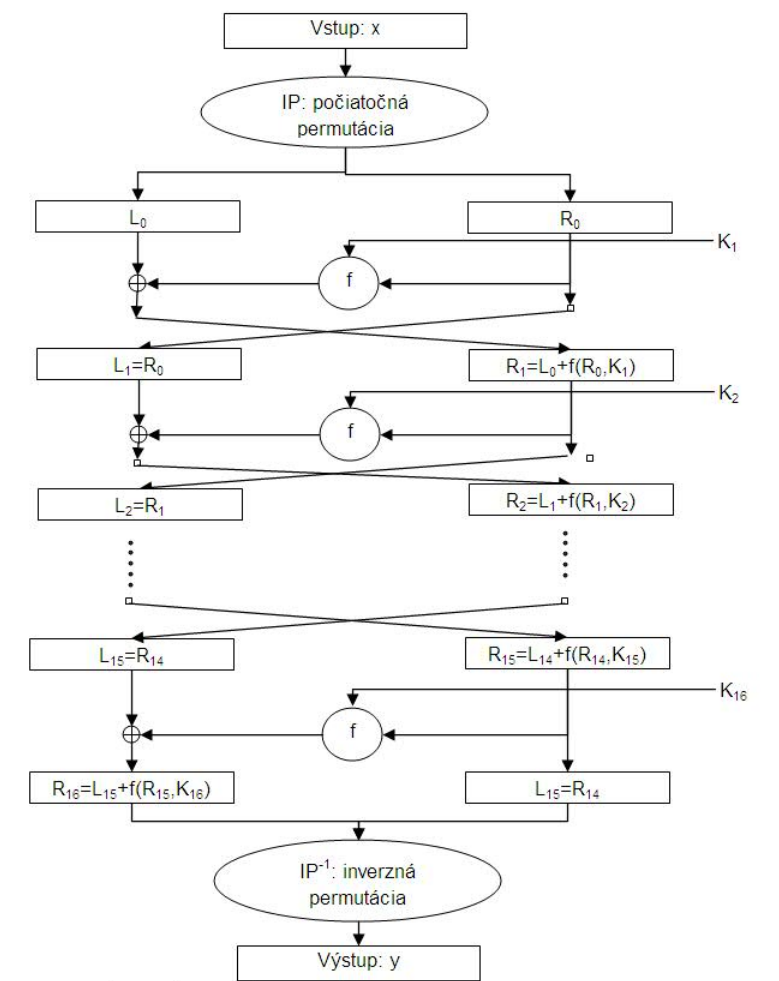 Vstup: x
IP: počiatočná
permutácia
L₀
R₀
K₁
f
L₁=R₀
R₁=L₀+f(R₀,K₁)
K₂
f
L₂=R₁
R₂=L₁+f(R₁,K₂)
L₁₅=R₁₄
R₁₅=L₁₄+f(R₁₄,K₁₅)
K₁₆
f
R₁₆=L₁₅+f(R₁₅,K₁₆)
L₁₅=R₁₄
IP⁻¹: inverzná
permutácia
Výstup: y